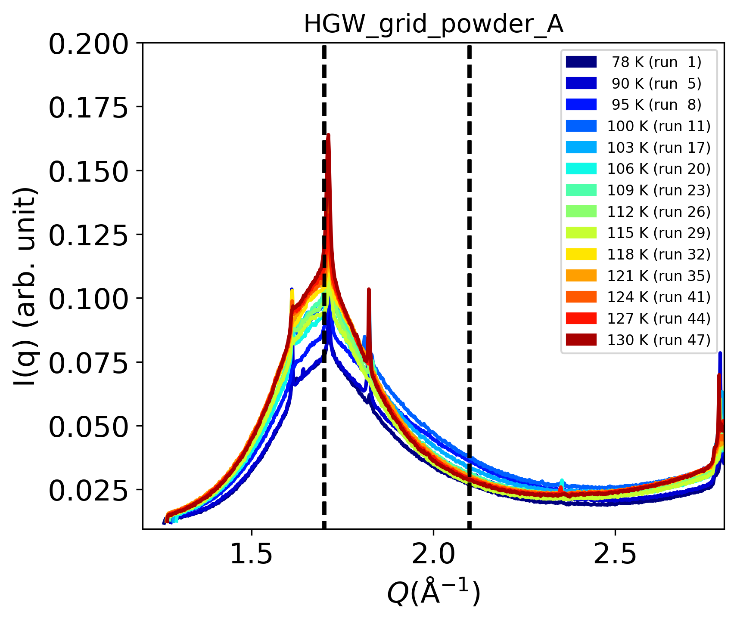 HGW_grid_powder_A
0.200
0.175
0.150
0.125
0.100
0.075
0.050
0.025
I(q) (arb. unit)
78 K (run 1)
90 K (run 5)
95 K (run 8)
100 K (run 11)
103 K (run 17)
106 K (run 20)
109 K (run 23)
112 K (run 26)
115 K (run 29)
118 K (run 32)
121 K (run 35)
124 K (run 41)
127 K (run 44)
130 K (run 47)
1.5 2.0 2.5
Q(Å⁻¹)